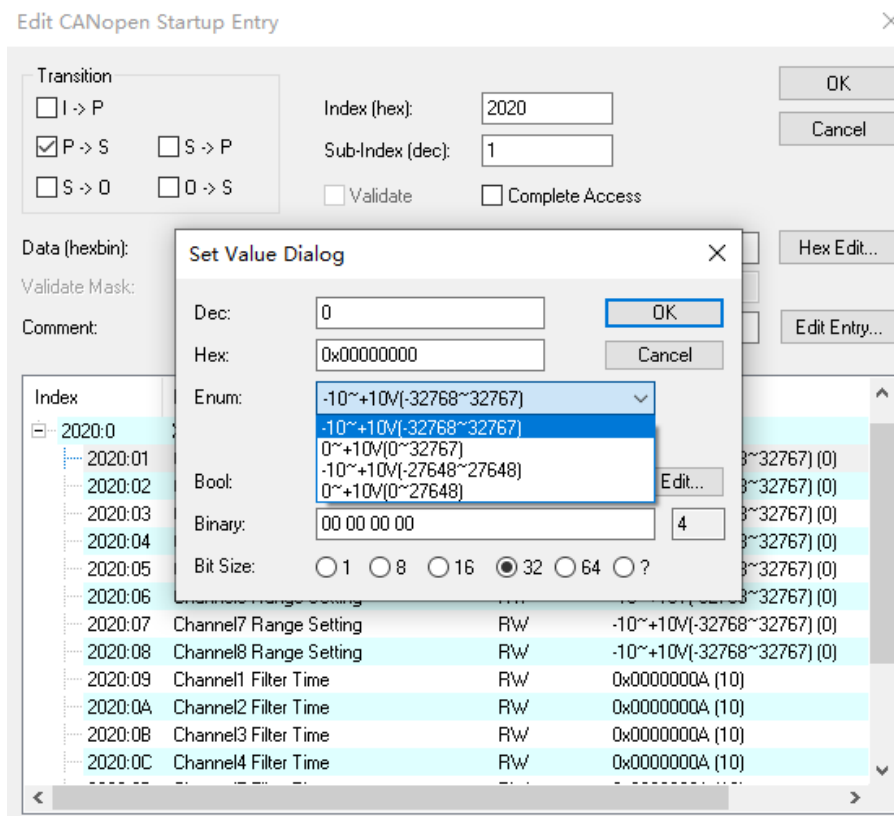 Edit CANopen Startup Entry
Transition
I -> P
P -> S
S -> P
S -> O
O -> S
Index (hex):
2020
Sub-Index (dec):
1
Validate
Complete Access
OK
Cancel
Data (hexbin):
Hex Edit...
Validate Mask:
Comment:
Edit Entry...
Set Value Dialog
Dec:
0
OK
Hex:
0x00000000
Cancel
Enum:
-10~+10V(-32768~32767)
-10~+10V(-32768~32767)
0~+10V(0~32767)
-10~+10V(-27648~27648)
0~+10V(0~27648)
Bool:
Edit...
Binary:
00 00 00 00
4
Bit Size:
1
8
16
32
64
?
Index
2020:0
2020:01
2020:02
2020:03
2020:04
2020:05
2020:06
2020:07 Channel7 Range Setting RW -10~+10V(-32768~32767) (0)
2020:08 Channel8 Range Setting RW -10~+10V(-32768~32767) (0)
2020:09 Channel1 Filter Time RW 0x0000000A (10)
2020:0A Channel2 Filter Time RW 0x0000000A (10)
2020:0B Channel3 Filter Time RW 0x0000000A (10)
2020:0C Channel4 Filter Time RW 0x0000000A (10)